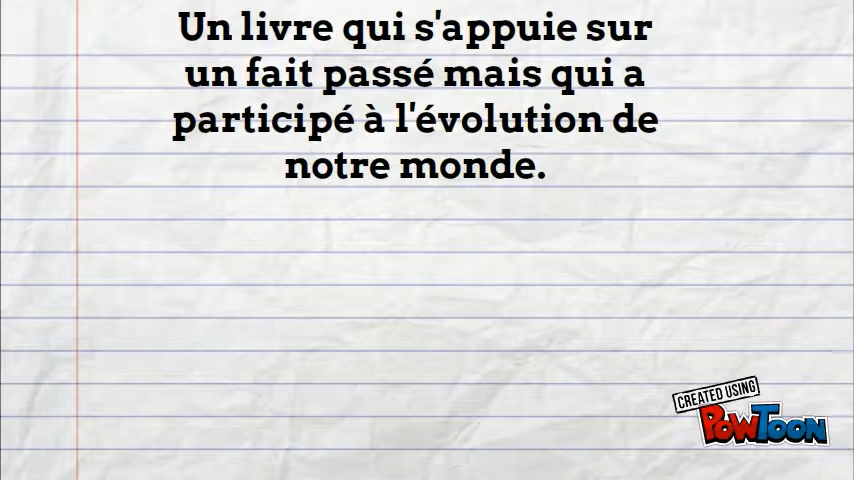 Un livre qui s'appuie sur
un fait passé mais qui a
participé à l'évolution de
notre monde.
CREATED USING
POWTOON